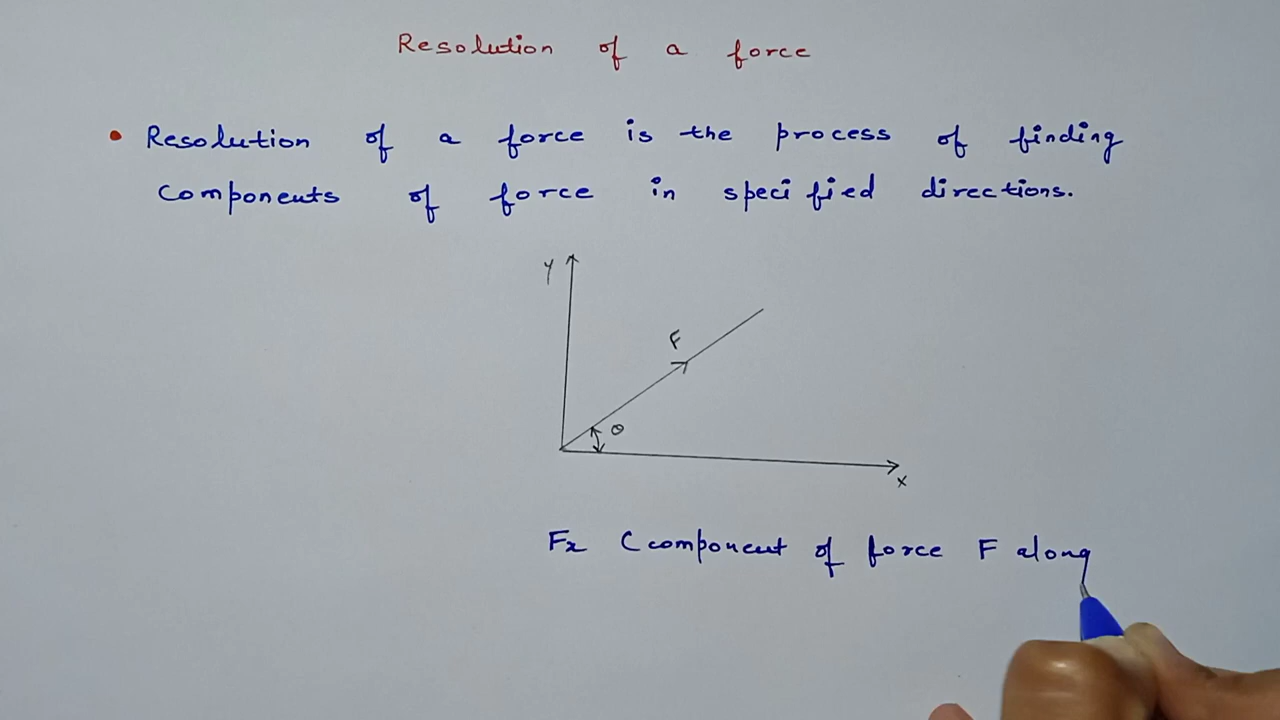 Resolution of a force
• Resolution of a force is the process of finding
components of force in specified directions.
y
F
θ
x
Fx (component of force F along